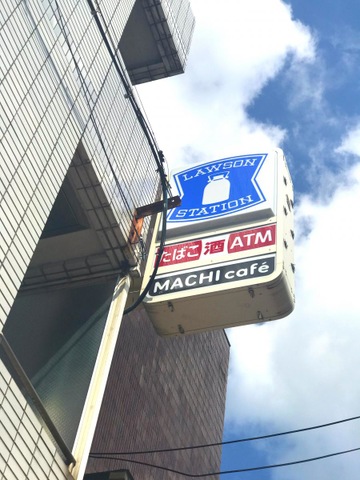 LAWSON
STATION
たばこ 酒 ATM
MACHI café